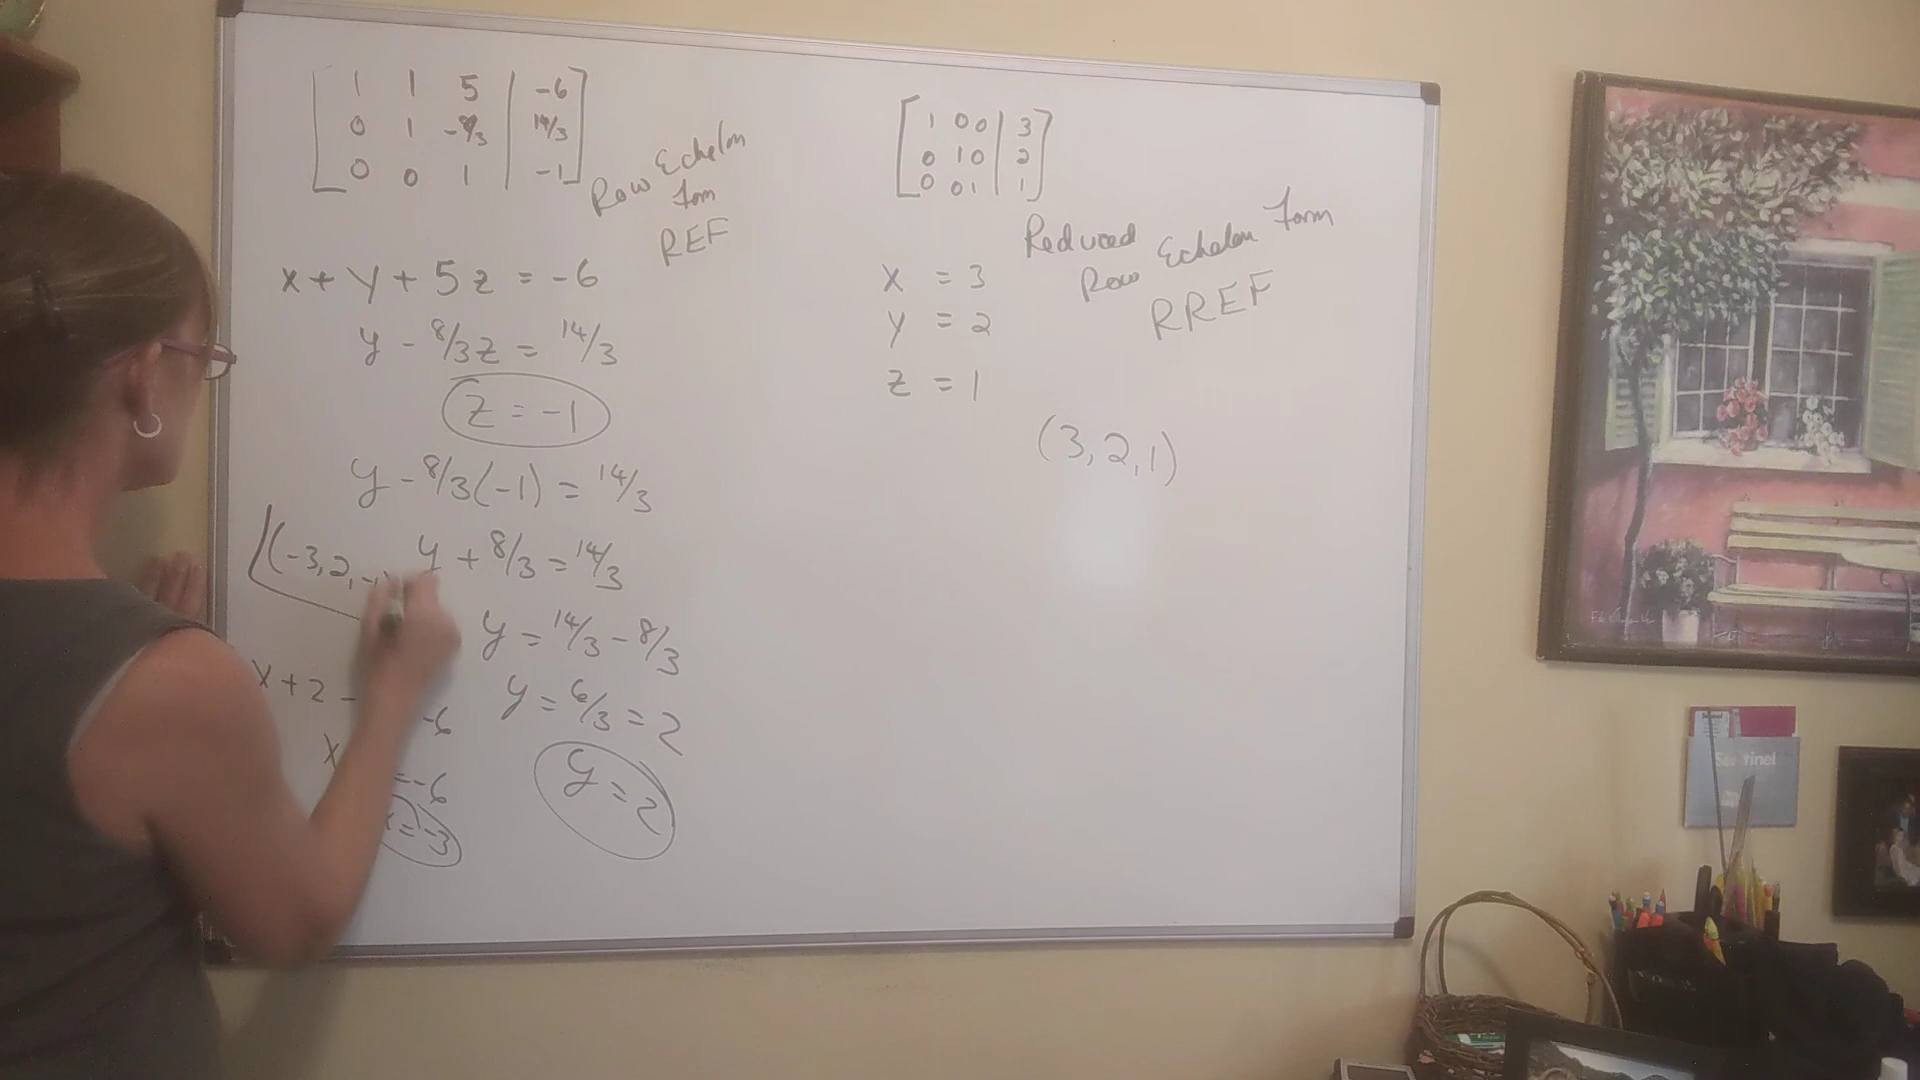 1 1 5 | -6
0 1 -8/3 | 14/3
0 0 1 | -1
Row Echelon
Form
REF
x + y + 5z = -6
y - 8/3z = 14/3
z = -1
y - 8/3(-1) = 14/3
(-3, 2, -1)
y + 8/3 = 14/3
y = 14/3 - 8/3
x + 2 -
-6
y = 6/3 = 2
x
= -6
y = 2
x = -3
1 0 0 | 3
0 1 0 | 2
0 0 1 | 1
Reduced
Row Echelon Form
RREF
x = 3
y = 2
z = 1
(3, 2, 1)